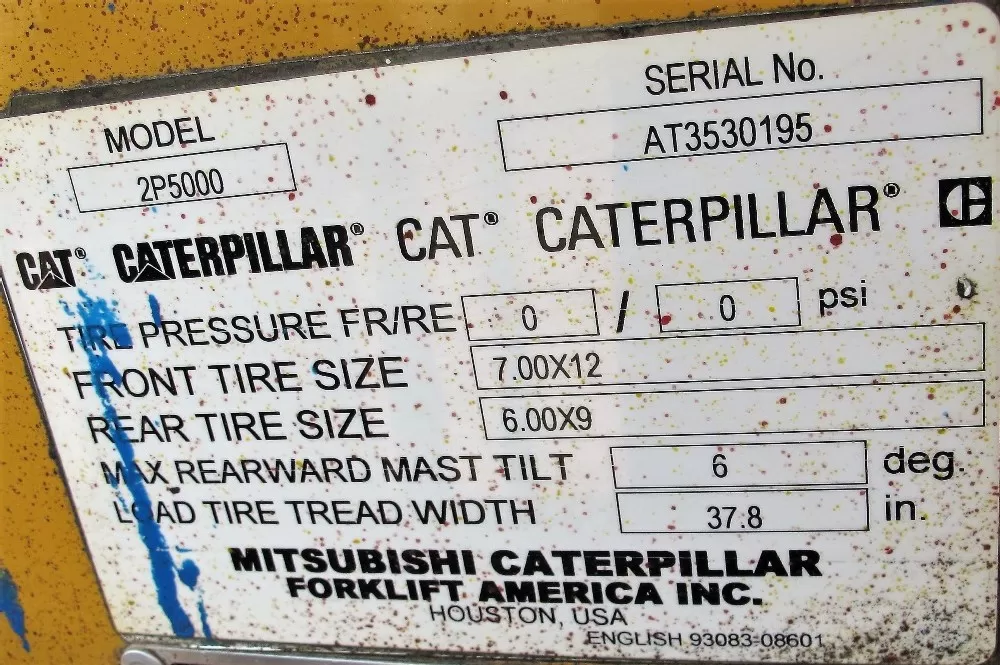 MODEL
2P5000
SERIAL No.
AT3530195
CAT® CATERPILLAR® CAT® CATERPILLAR®
TIRE PRESSURE FR/RE 0 / 0 psi
FRONT TIRE SIZE 7.00X12
REAR TIRE SIZE 6.00X9
MAX REARWARD MAST TILT 6 deg.
LOAD TIRE TREAD WIDTH 37.8 in.
MITSUBISHI CATERPILLAR
FORKLIFT AMERICA INC.
HOUSTON, USA
ENGLISH 93083-08601